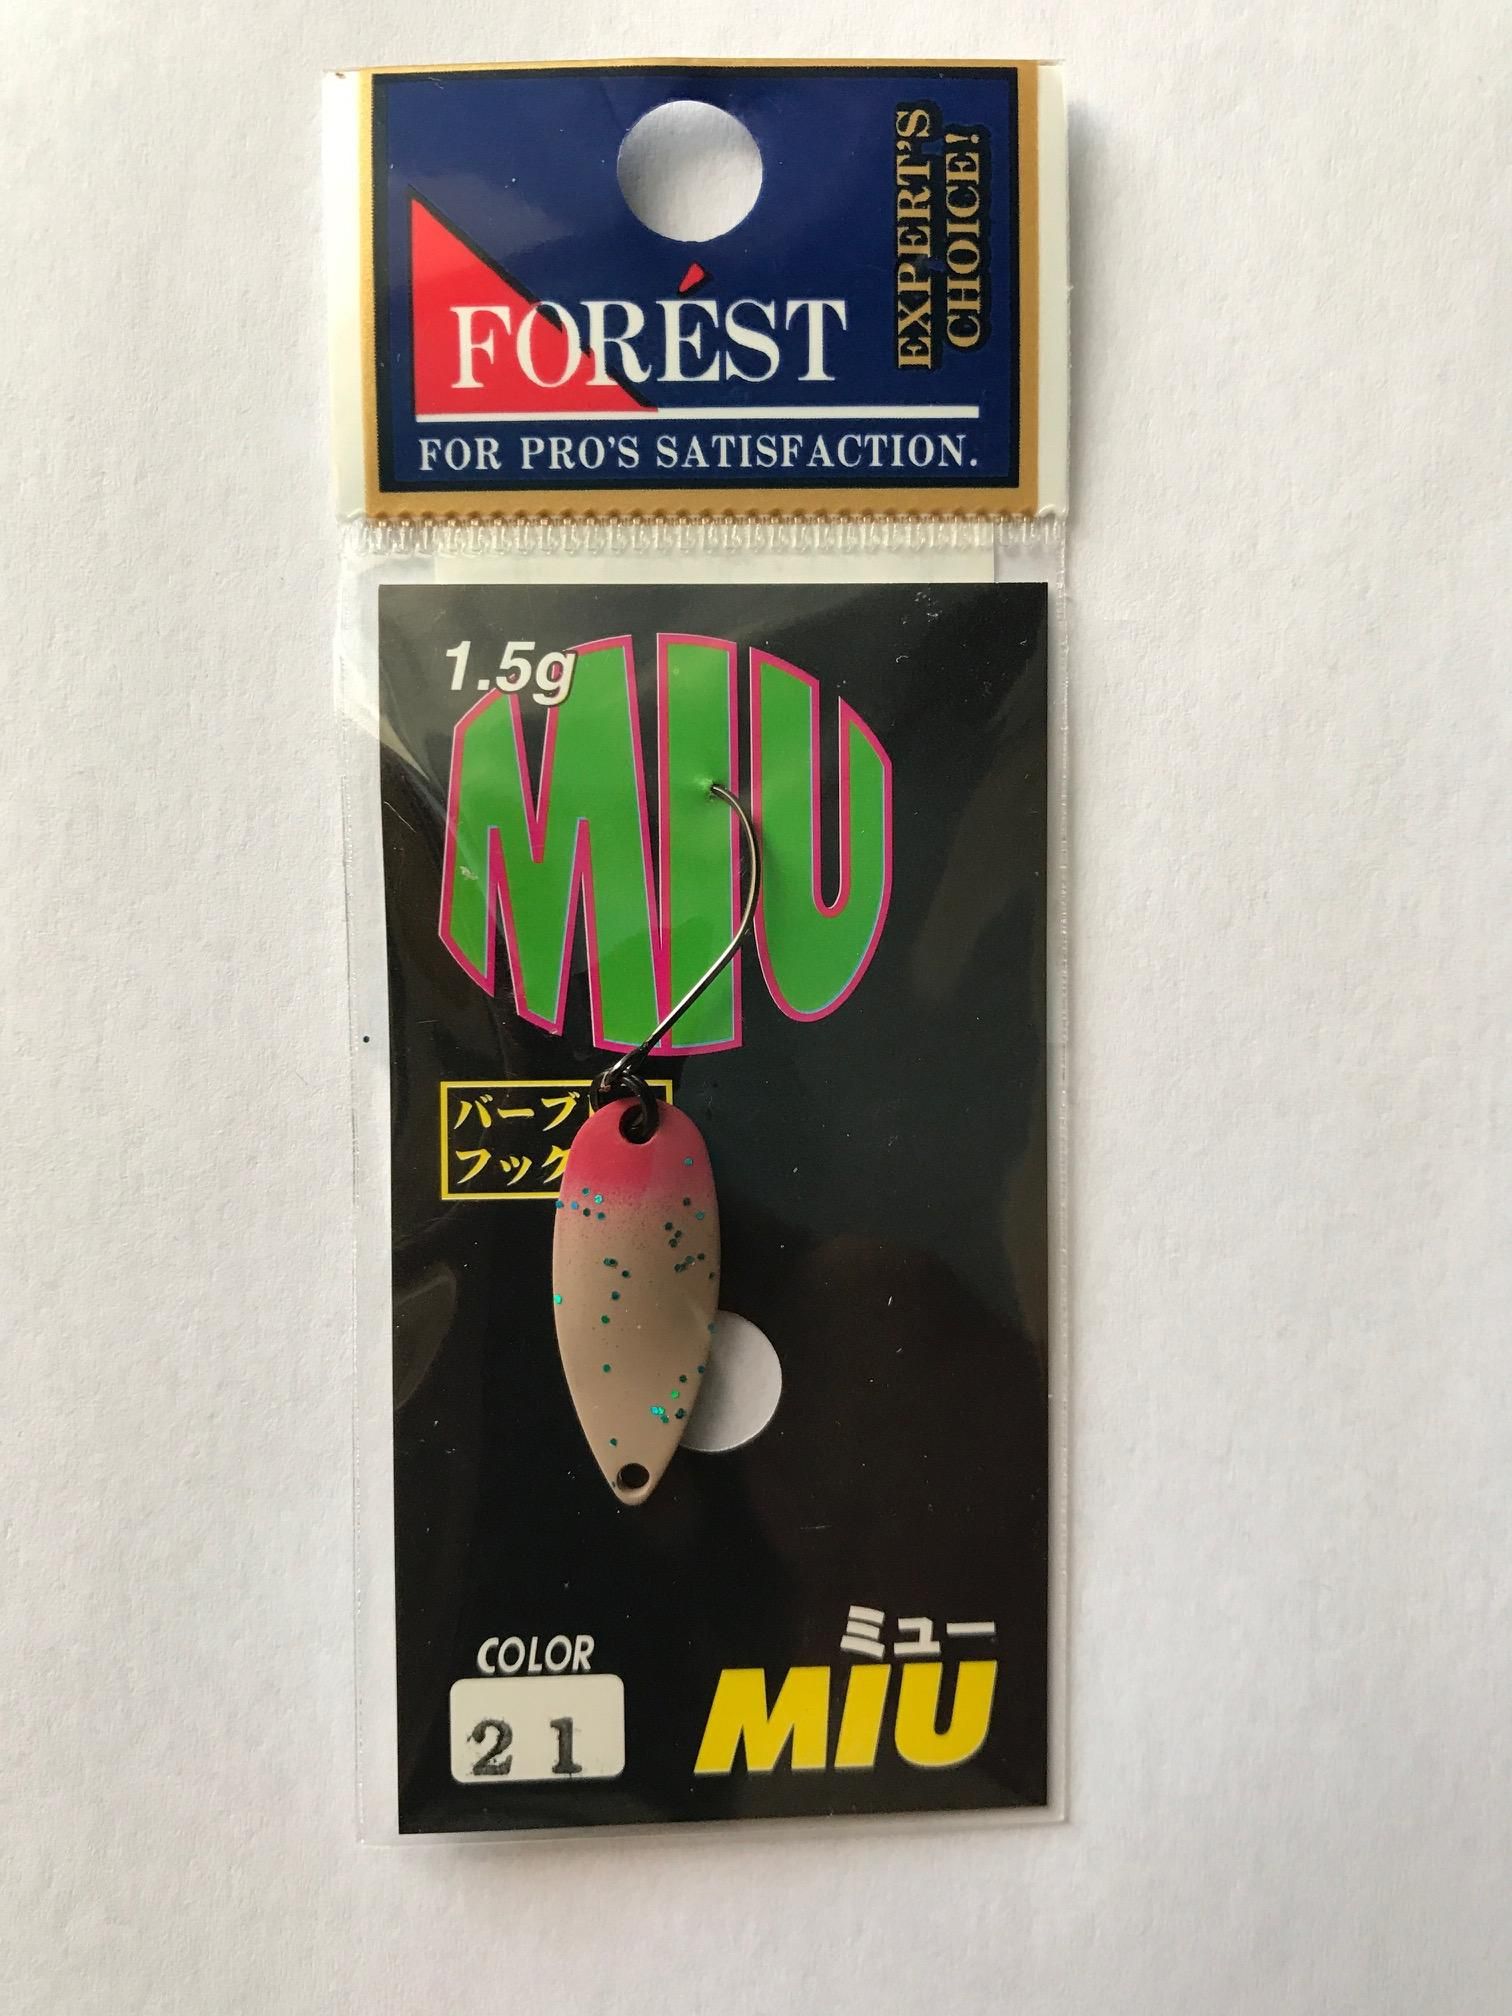 EXPERT'S
CHOICE!
FORÉST
FOR PRO'S SATISFACTION.
1.5g
MIU
バーブ
フック
COLOR
21
ミュー
MIU